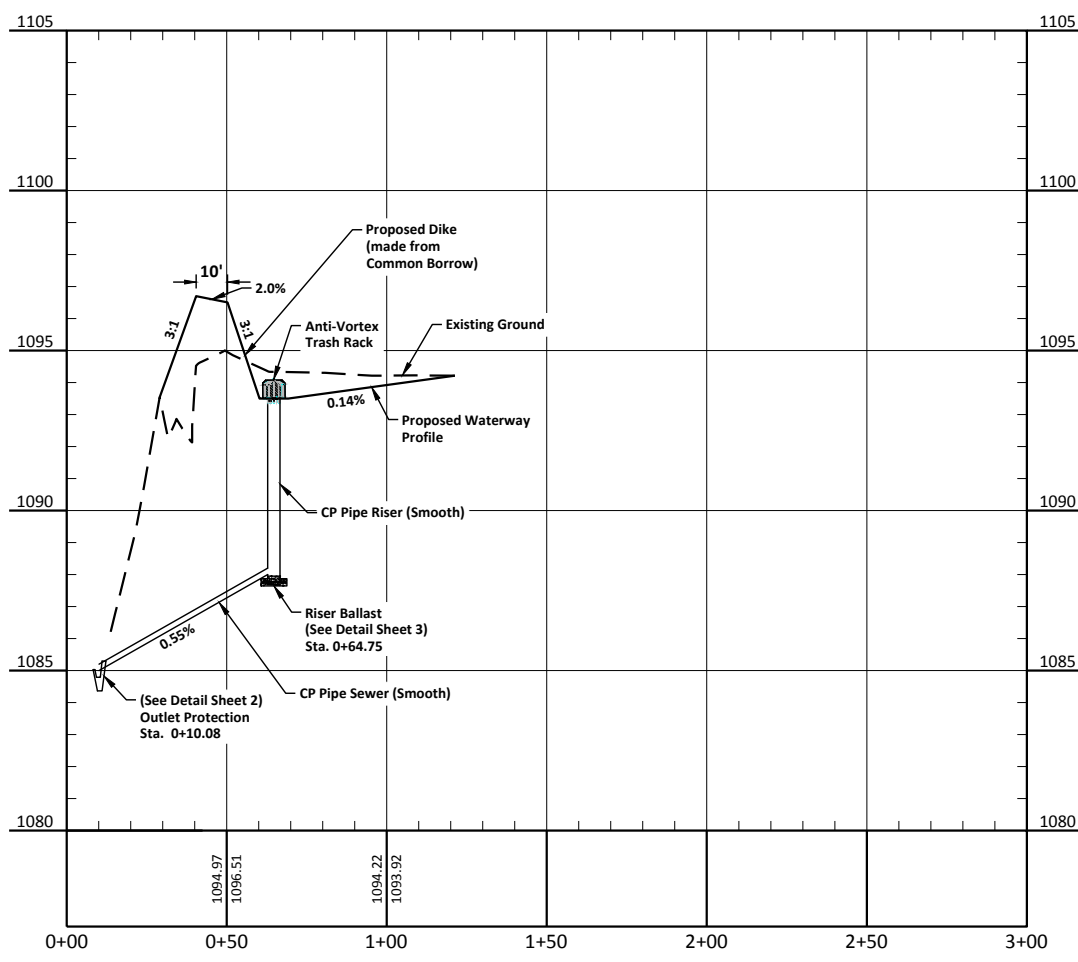 1105
1105
1100
1100
Proposed Dike
(made from
Common Borrow)
10'
2.0%
3:1
3:1
Anti-Vortex
Trash Rack
Existing Ground
1095
1095
0.14%
Proposed Waterway
Profile
1090
1090
CP Pipe Riser (Smooth)
Riser Ballast
(See Detail Sheet 3)
Sta. 0+64.75
0.55%
1085
1085
CP Pipe Sewer (Smooth)
(See Detail Sheet 2)
Outlet Protection
Sta. 0+10.08
1080
1080
1094.97
1096.51
1094.22
1093.92
0+00
0+50
1+00
1+50
2+00
2+50
3+00